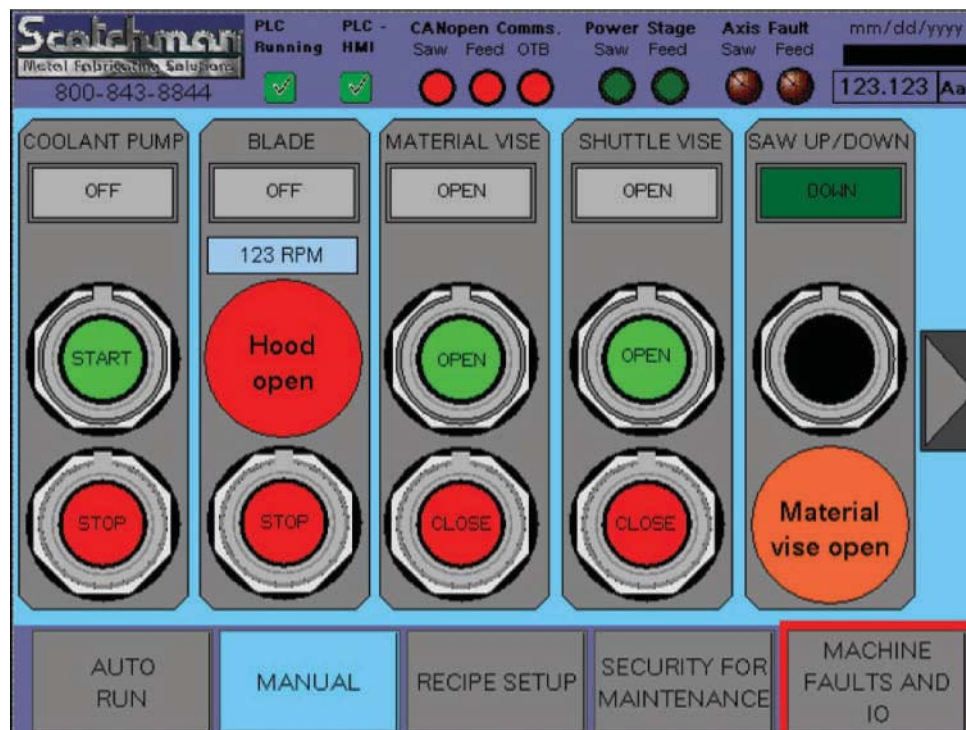 Scotchman
Metal Fabricating Solutions
800-843-8844
PLC
Running
PLC -
HMI
CANopen Comms.
Saw Feed OTB
Power Stage
Saw Feed
Axis Fault
Saw Feed
mm/dd/yyyy
123.123 Aa
COOLANT PUMP
OFF
START
STOP
BLADE
OFF
123 RPM
Hood
open
STOP
MATERIAL VISE
OPEN
OPEN
CLOSE
SHUTTLE VISE
OPEN
OPEN
CLOSE
SAW UP/DOWN
DOWN
Material
vise open
AUTO
RUN
MANUAL
RECIPE SETUP
SECURITY FOR
MAINTENANCE
MACHINE
FAULTS AND
IO